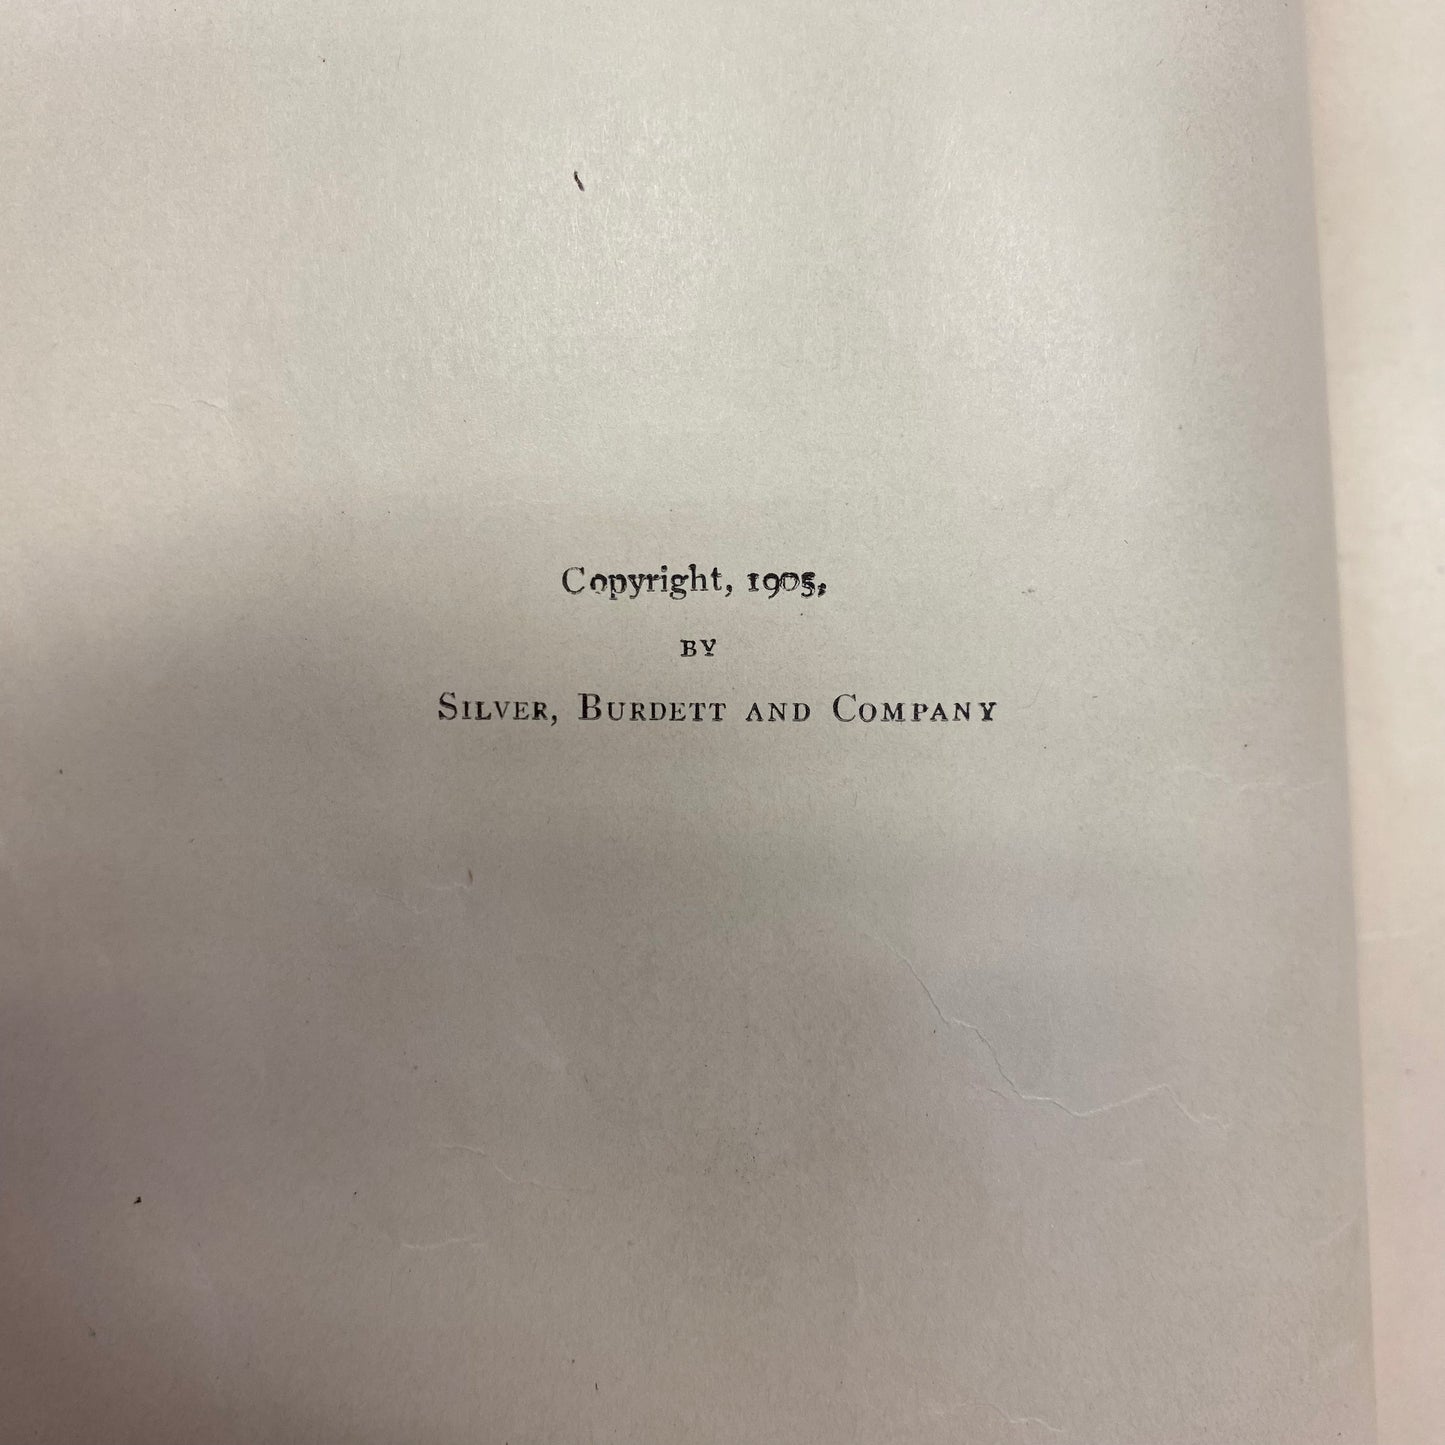 Copyright, 1905,
BY
SILVER, BURDETT AND COMPANY